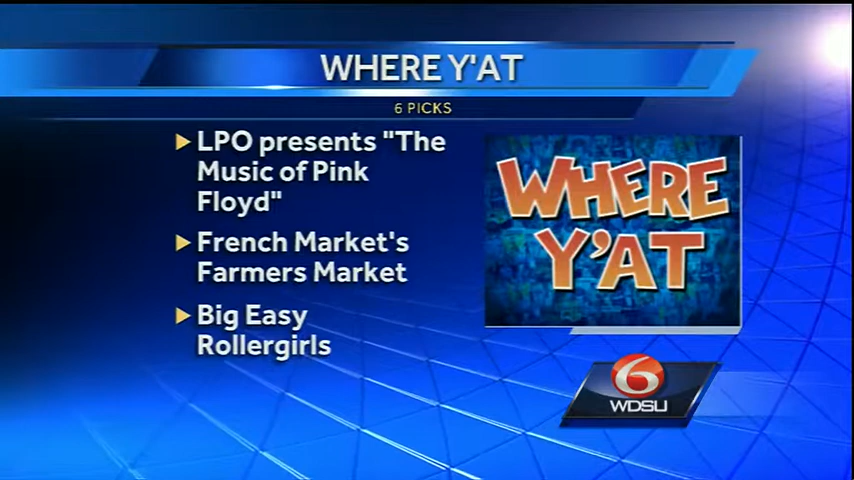 WHERE Y'AT
6 PICKS
LPO presents "The
Music of Pink
Floyd"
French Market's
Farmers Market
Big Easy
Rollergirls
WHERE
Y'AT
6
WDSU